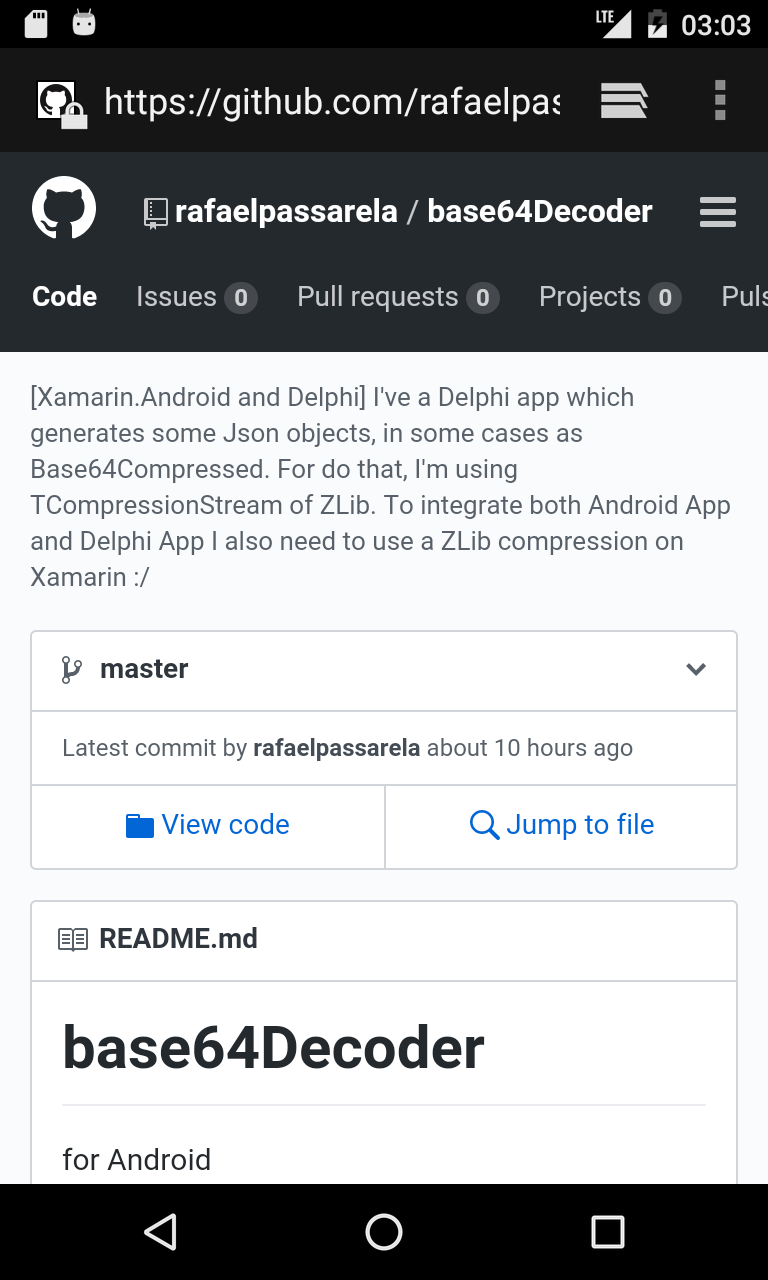 LTE 03:03
https://github.com/rafaelpas
rafaelpassarela / base64Decoder
Code Issues 0 Pull requests 0 Projects 0 Puls
[Xamarin.Android and Delphi] I've a Delphi app which
generates some Json objects, in some cases as
Base64Compressed. For do that, I'm using
TCompressionStream of ZLib. To integrate both Android App
and Delphi App I also need to use a ZLib compression on
Xamarin :/
master
Latest commit by rafaelpassarela about 10 hours ago
View code Jump to file
README.md
base64Decoder
for Android